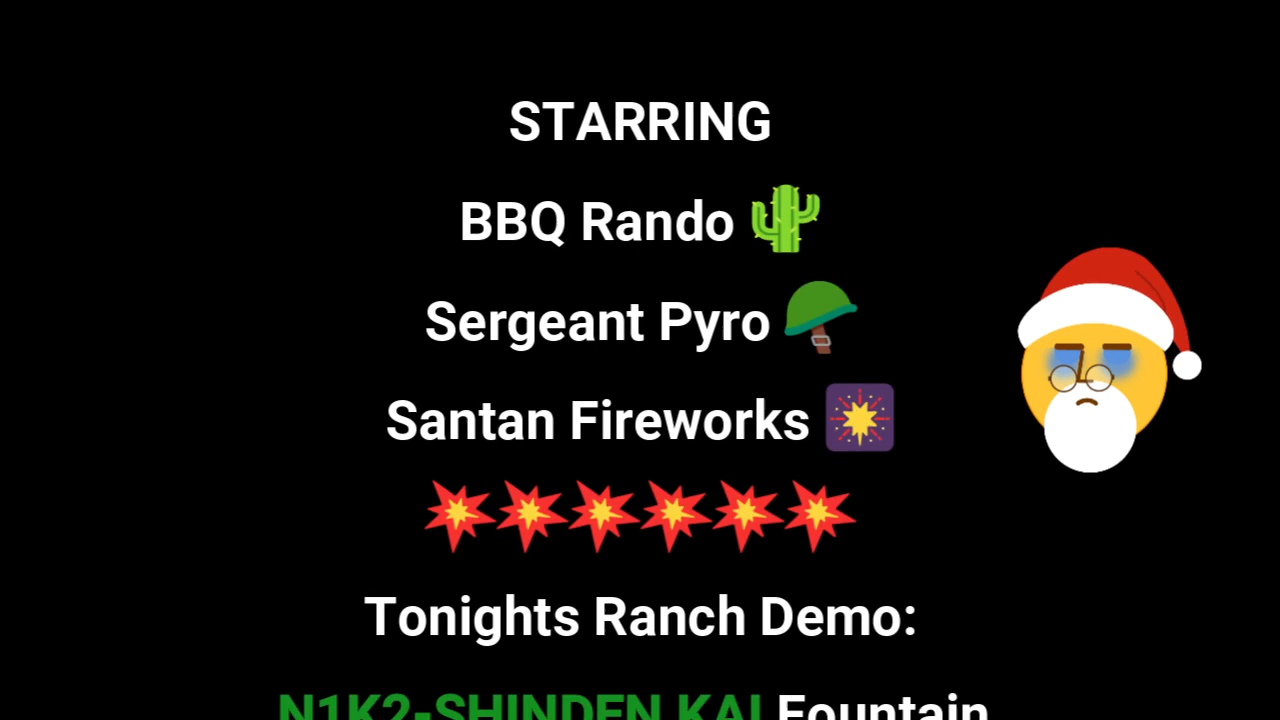 STARRING
BBQ Rando 🌵
Sergeant Pyro 🪖
Santan Fireworks 🎆
💥💥💥💥💥💥
Tonights Ranch Demo:
N1K2-SHINDEN KAI Fountain